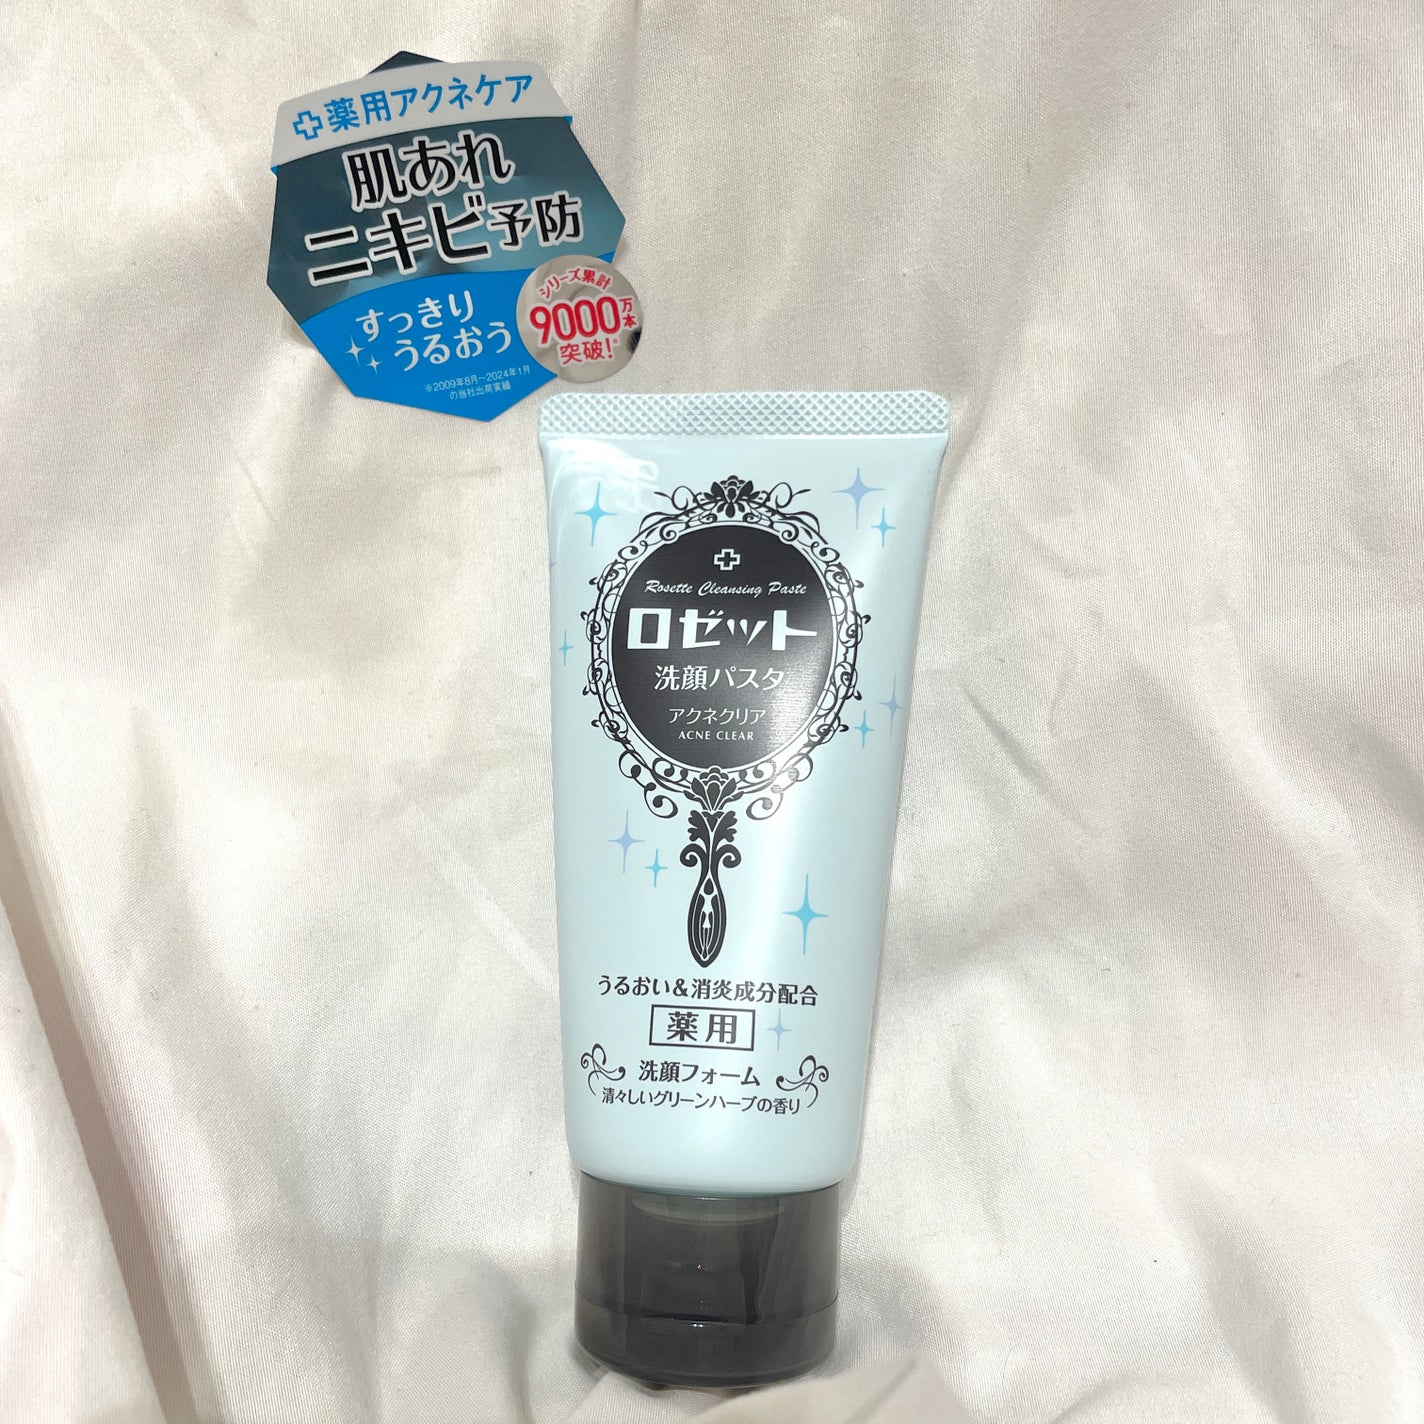 薬用アクネケア
肌あれ
ニキビ予防
すっきり
うるおう
シリーズ累計
9000万本
突破!※
※2009年8月~2024年1月
の当社出荷実績
Rosette Cleansing Paste
ロゼット
洗顔パスタ
アクネクリア
ACNE CLEAR
うるおい&消炎成分配合
薬用
洗顔フォーム
清々しいグリーンハーブの香り